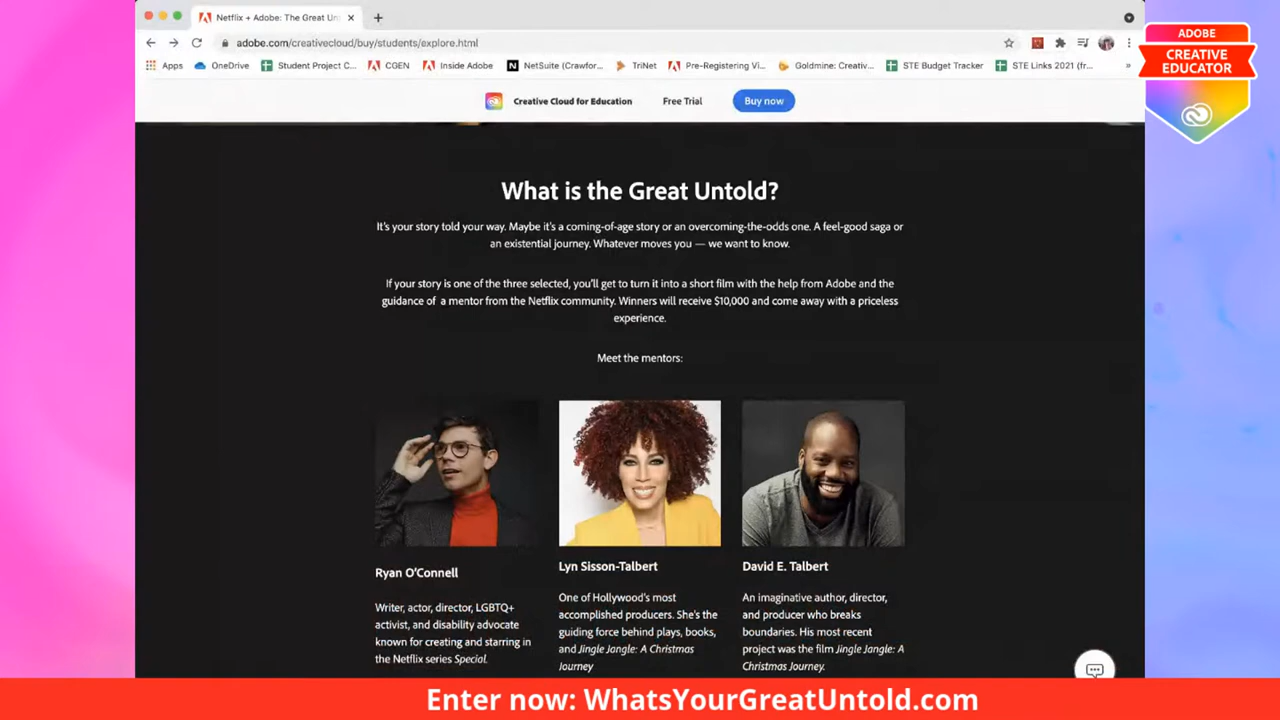 Netflix + Adobe: The Great Un
adobe.com/creativecloud/buy/students/explore.html
Apps
OneDrive
Student Project C...
CGEN
Inside Adobe
NetSuite (Crawfor...
TriNet
Pre-Registering Vi...
Goldmine: Creativ...
STE Budget Tracker
STE Links 2021 (fr...
»
ADOBE
CREATIVE
EDUCATOR
Creative Cloud for Education
Free Trial
Buy now
What is the Great Untold?
It's your story told your way. Maybe it's a coming-of-age story or an overcoming-the-odds one. A feel-good saga or
an existential journey. Whatever moves you — we want to know.
If your story is one of the three selected, you'll get to turn it into a short film with the help from Adobe and the
guidance of a mentor from the Netflix community. Winners will receive $10,000 and come away with a priceless
experience.
Meet the mentors:
Ryan O'Connell
Writer, actor, director, LGBTQ+
activist, and disability advocate
known for creating and starring in
the Netflix series Special.
Lyn Sisson-Talbert
One of Hollywood's most
accomplished producers. She's the
guiding force behind plays, books,
and Jingle Jangle: A Christmas
Journey
David E. Talbert
An imaginative author, director,
and producer who breaks
boundaries. His most recent
project was the film Jingle Jangle: A
Christmas Journey.
Enter now: WhatsYourGreatUntold.com